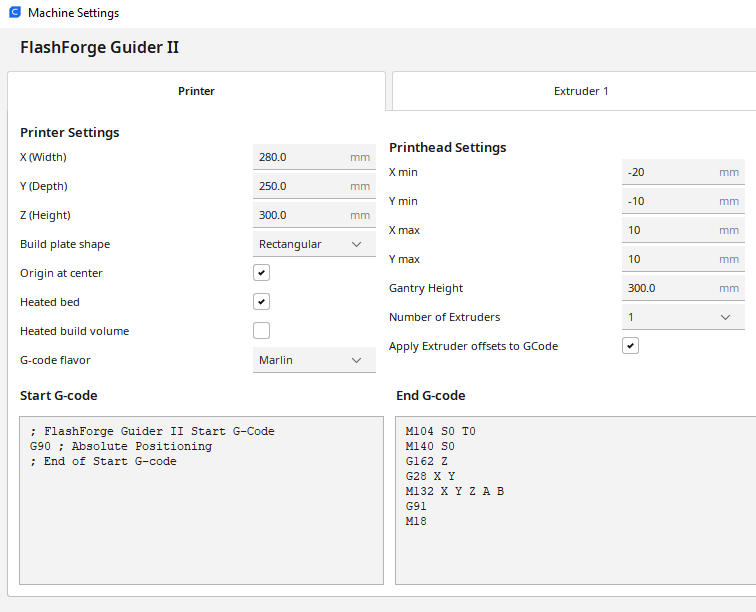 Machine Settings
FlashForge Guider II
Printer
Extruder 1
Printer Settings
X (Width) 280.0 mm
Y (Depth) 250.0 mm
Z (Height) 300.0 mm
Build plate shape Rectangular
Origin at center
Heated bed
Heated build volume
G-code flavor Marlin
Printhead Settings
X min -20 mm
Y min -10 mm
X max 10 mm
Y max 10 mm
Gantry Height 300.0 mm
Number of Extruders 1
Apply Extruder offsets to GCode
Start G-code
; FlashForge Guider II Start G-Code
G90 ; Absolute Positioning
; End of Start G-code
End G-code
M104 S0 T0
M140 S0
G162 Z
G28 X Y
M132 X Y Z A B
G91
M18